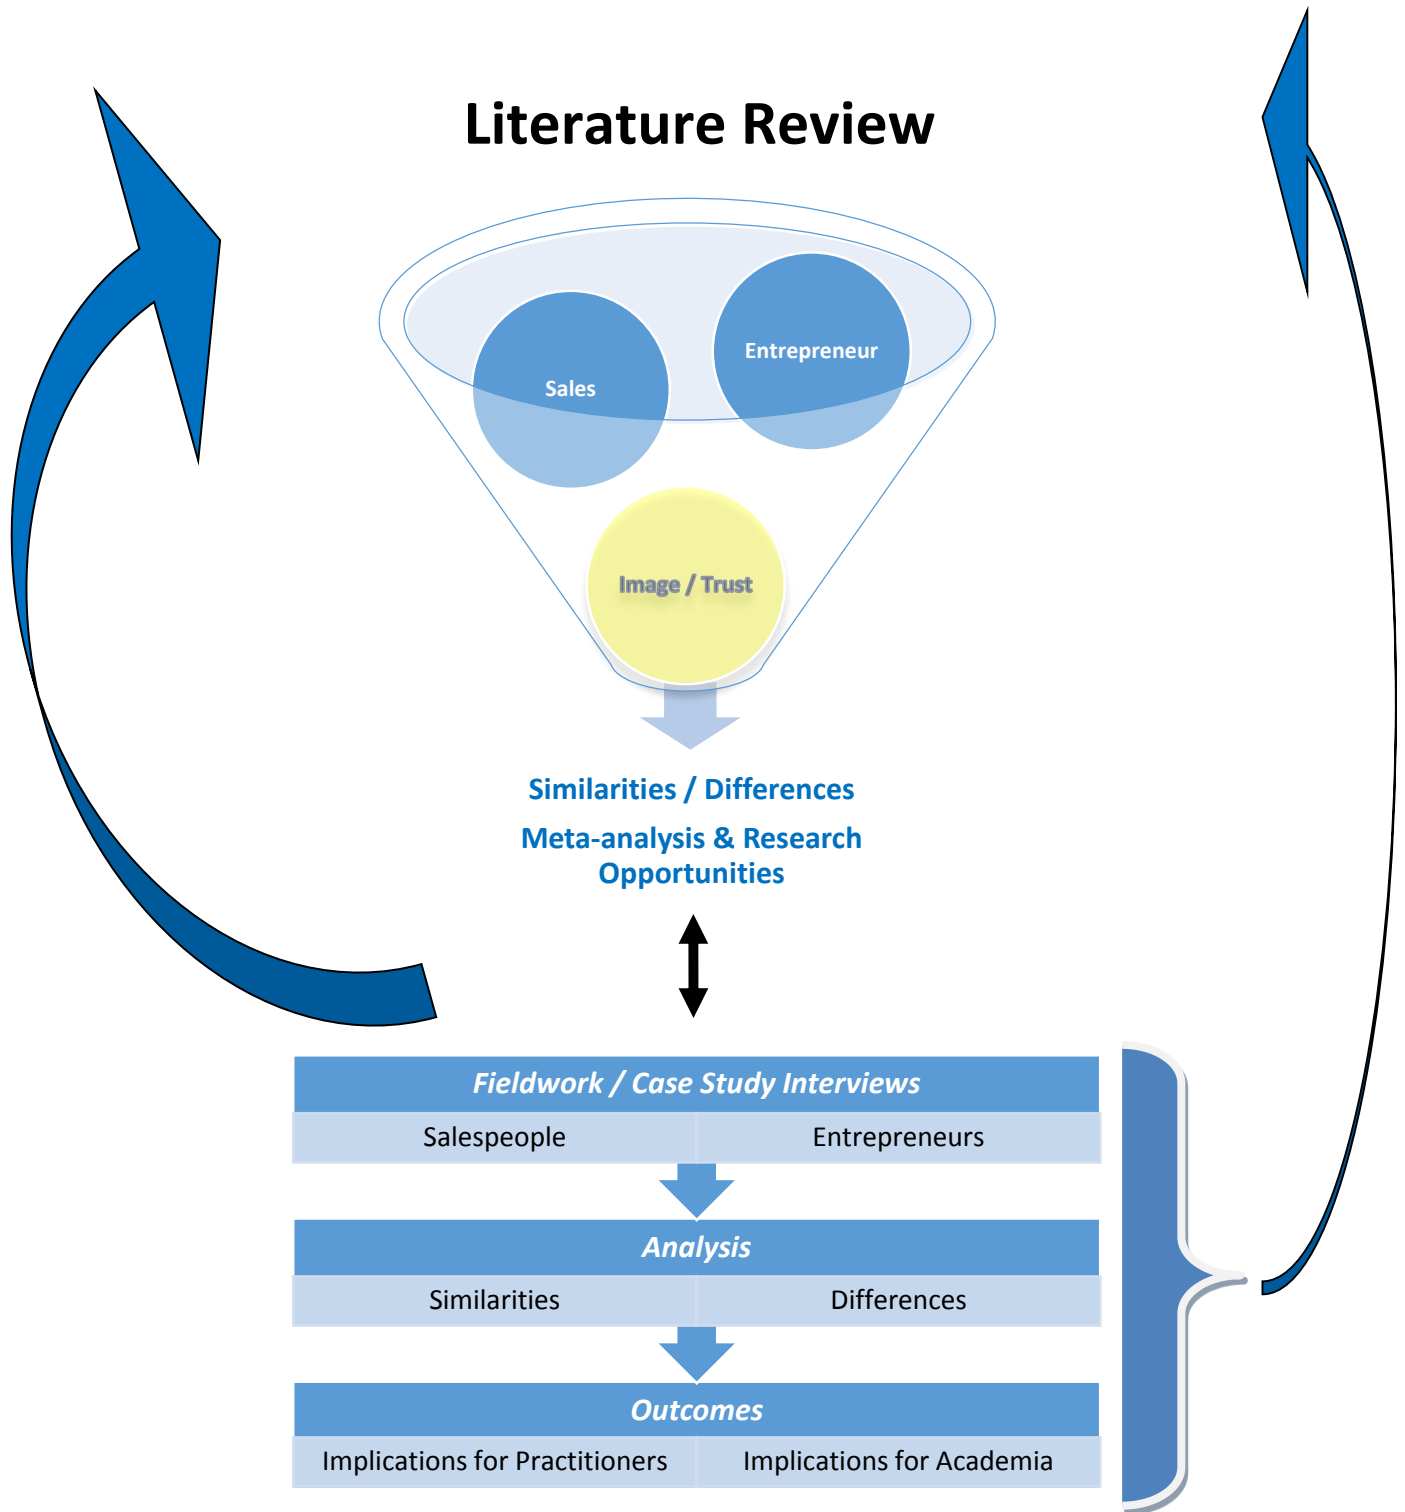 Literature Review
Entrepreneur
Sales
Image / Trust
Similarities / Differences
Meta-analysis & Research
Opportunities
Fieldwork / Case Study Interviews
Salespeople
Entrepreneurs
Analysis
Similarities
Differences
Outcomes
Implications for Practitioners
Implications for Academia